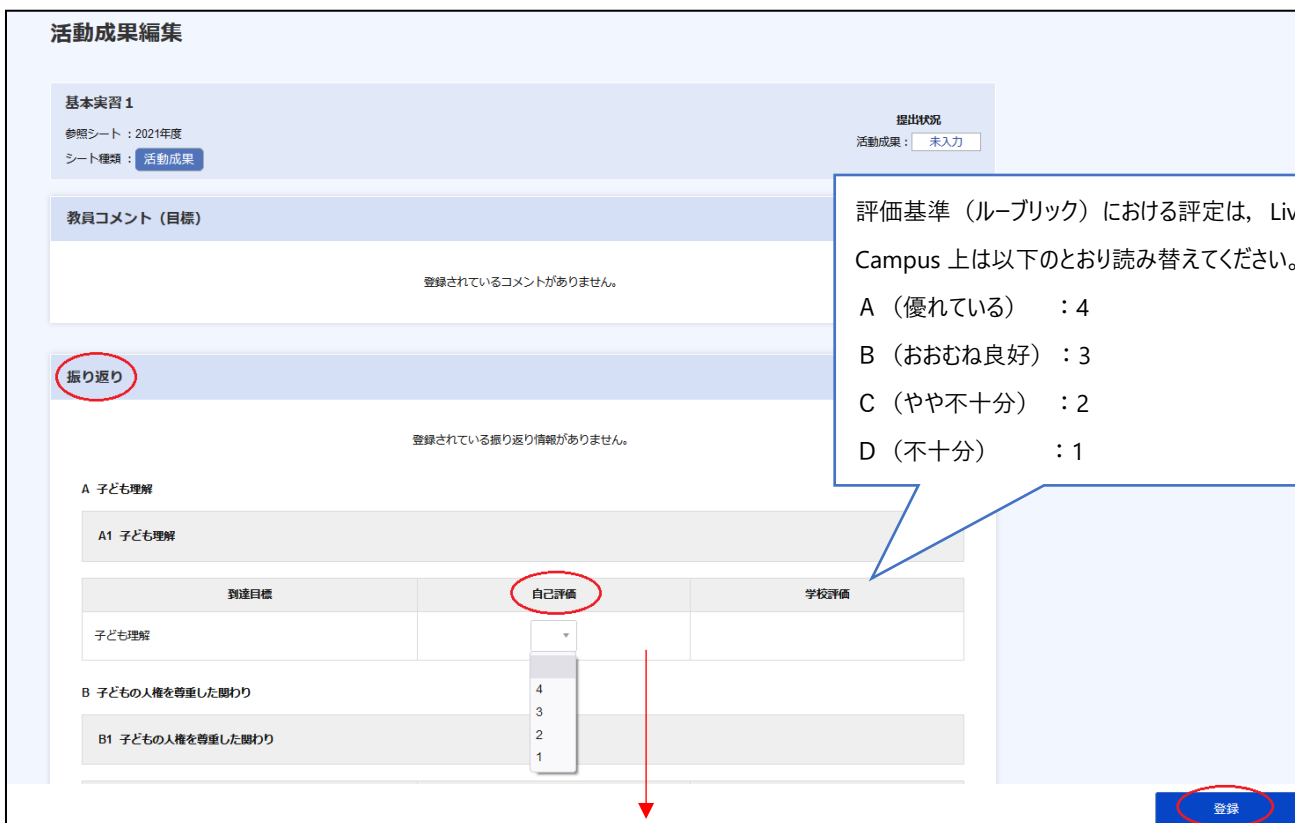 活動成果編集
基本実習1
参照シート：2021年度
シート種類：活動成果
提出状況
活動成果：未入力
教員コメント（目標）
登録されているコメントがありません。
評価基準（ルーブリック）における評定は，Liv
Campus 上は以下のとおり読み替えてください。
A （優れている） ：4
B （おおむね良好）：3
C （やや不十分） ：2
D （不十分） ：1
振り返り
登録されている振り返り情報がありません。
A 子ども理解
A1 子ども理解
到達目標 自己評価 学校評価
子ども理解
4
3
2
1
B 子どもの人権を尊重した関わり
B1 子どもの人権を尊重した関わり
登録